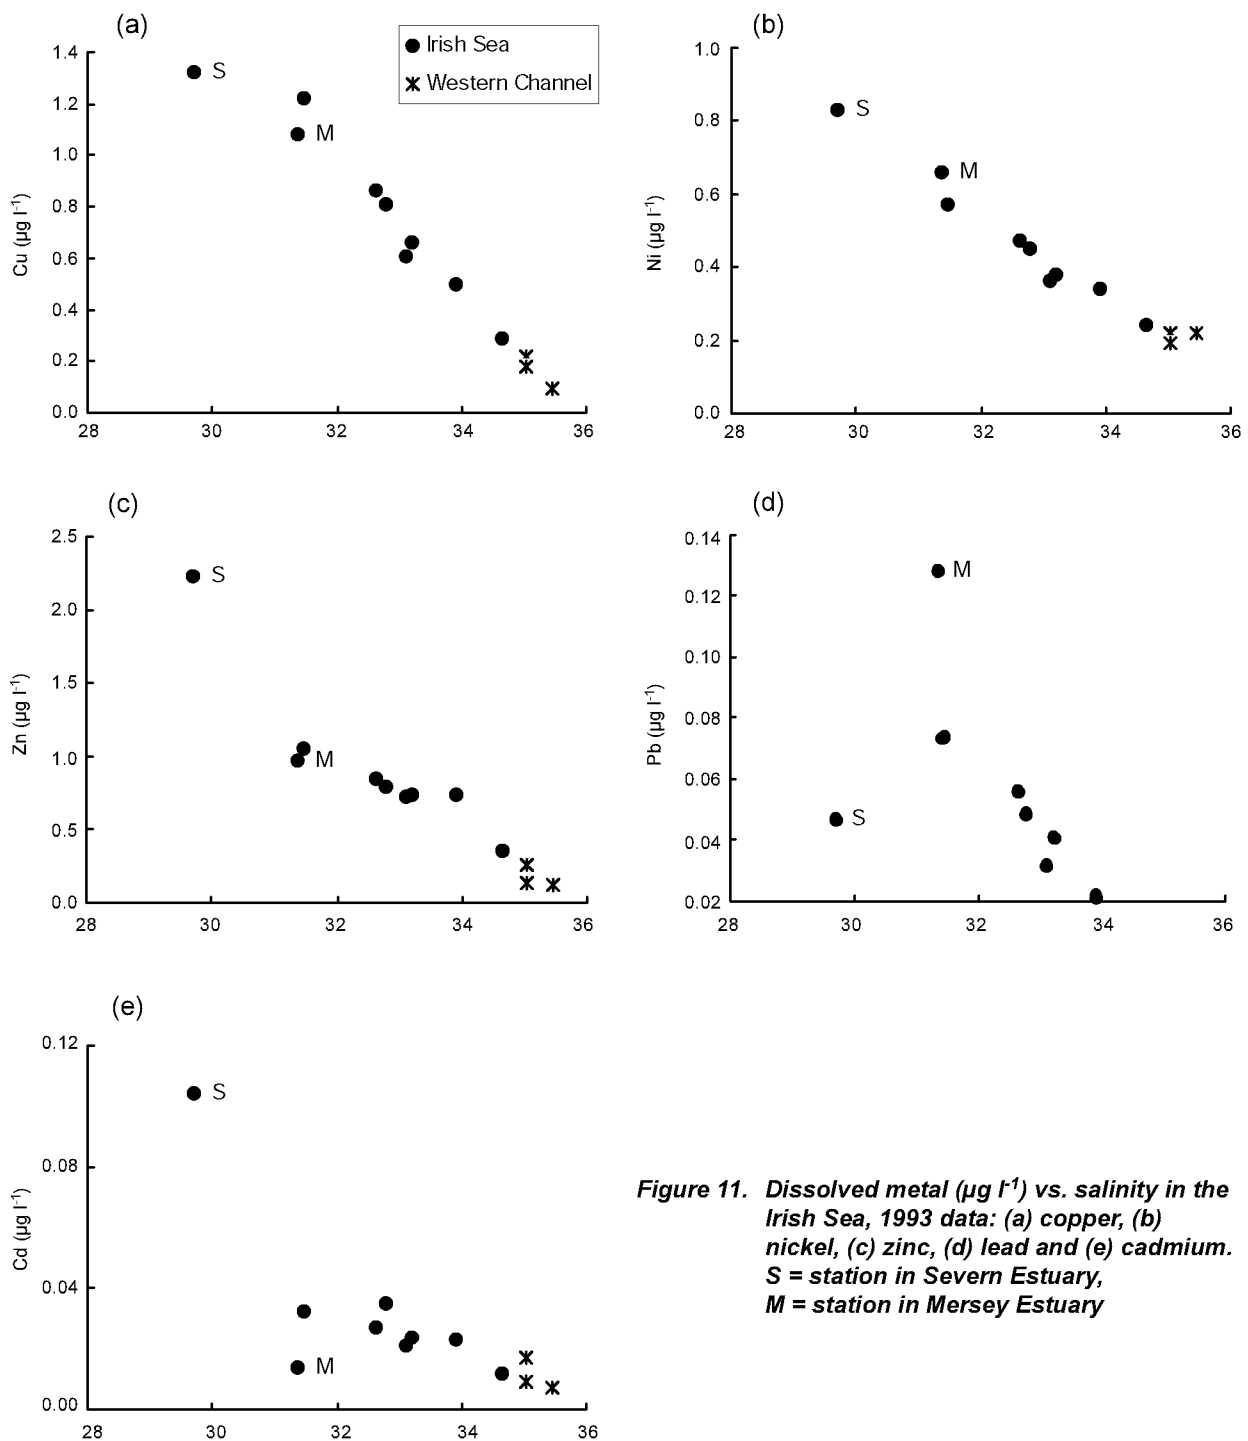 (a)
Irish Sea
Western Channel
1.4
1.2
1.0
0.8
0.6
0.4
0.2
0.0
Cu (µg l-1)
S
M
28 30 32 34 36
(b)
1.0
0.8
0.6
0.4
0.2
0.0
Ni (µg l-1)
S
M
28 30 32 34 36
(c)
2.5
2.0
1.5
1.0
0.5
0.0
Zn (µg l-1)
S
M
28 30 32 34 36
(d)
0.14
0.12
0.10
0.08
0.06
0.04
0.02
Pb (µg l-1)
M
S
28 30 32 34 36
(e)
0.12
0.08
0.04
0.00
Cd (µg l-1)
S
M
28 30 32 34 36
Figure 11. Dissolved metal (µg l-1) vs. salinity in the
Irish Sea, 1993 data: (a) copper, (b)
nickel, (c) zinc, (d) lead and (e) cadmium.
S = station in Severn Estuary,
M = station in Mersey Estuary